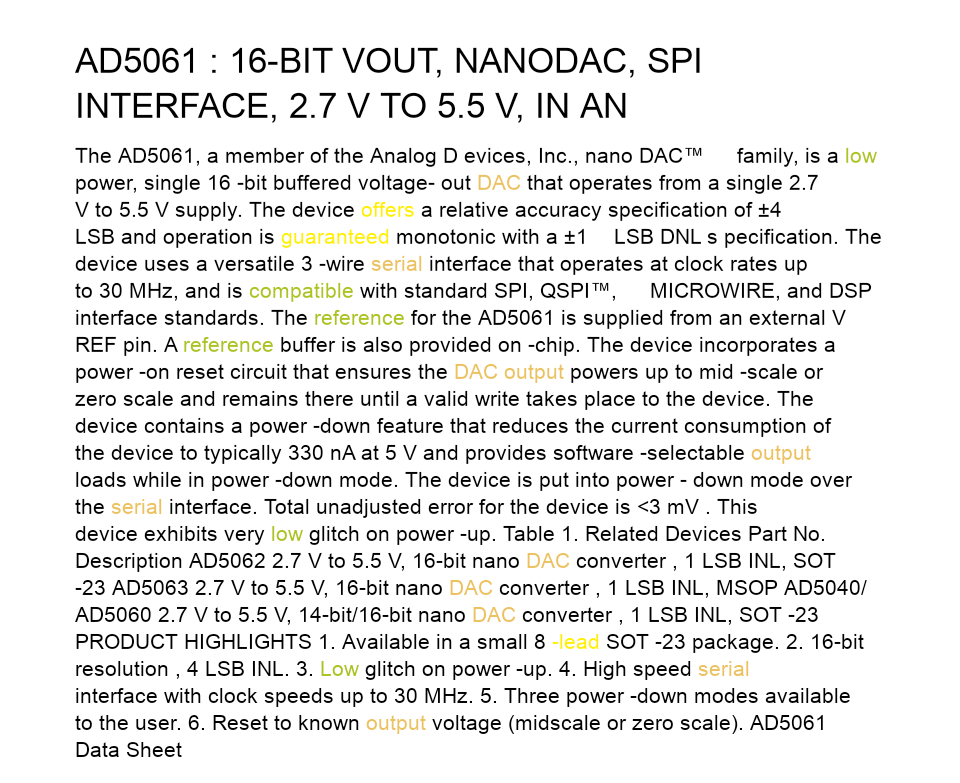 AD5061 : 16-BIT VOUT, NANODAC, SPI
INTERFACE, 2.7 V TO 5.5 V, IN AN
The AD5061, a member of the Analog D evices, Inc., nano DAC™ family, is a low
power, single 16 -bit buffered voltage- out DAC that operates from a single 2.7
V to 5.5 V supply. The device offers a relative accuracy specification of ±4
LSB and operation is guaranteed monotonic with a ±1 LSB DNL s pecification. The
device uses a versatile 3 -wire serial interface that operates at clock rates up
to 30 MHz, and is compatible with standard SPI, QSPI™, MICROWIRE, and DSP
interface standards. The reference for the AD5061 is supplied from an external V
REF pin. A reference buffer is also provided on -chip. The device incorporates a
power -on reset circuit that ensures the DAC output powers up to mid -scale or
zero scale and remains there until a valid write takes place to the device. The
device contains a power -down feature that reduces the current consumption of
the device to typically 330 nA at 5 V and provides software -selectable output
loads while in power -down mode. The device is put into power - down mode over
the serial interface. Total unadjusted error for the device is <3 mV . This
device exhibits very low glitch on power -up. Table 1. Related Devices Part No.
Description AD5062 2.7 V to 5.5 V, 16-bit nano DAC converter , 1 LSB INL, SOT
-23 AD5063 2.7 V to 5.5 V, 16-bit nano DAC converter , 1 LSB INL, MSOP AD5040/
AD5060 2.7 V to 5.5 V, 14-bit/16-bit nano DAC converter , 1 LSB INL, SOT -23
PRODUCT HIGHLIGHTS 1. Available in a small 8 -lead SOT -23 package. 2. 16-bit
resolution , 4 LSB INL. 3. Low glitch on power -up. 4. High speed serial
interface with clock speeds up to 30 MHz. 5. Three power -down modes available
to the user. 6. Reset to known output voltage (midscale or zero scale). AD5061
Data Sheet